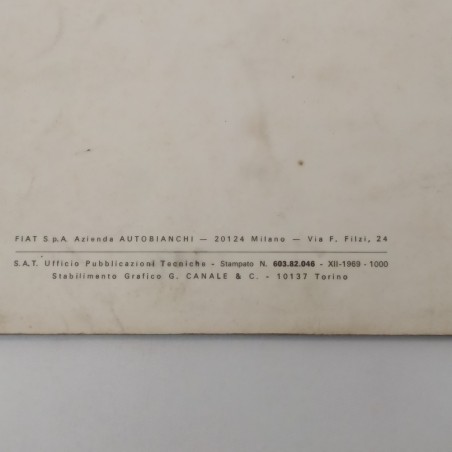 FIAT S.p.A. Azienda AUTOBIANCHI — 20124 Milano — Via F. Filzi, 24
S.A.T. Ufficio Pubblicazioni Tecniche - Stampato N. 603.82.046 - XII-1969 - 1000
Stabilimento Grafico G. CANALE & C. - 10137 Torino